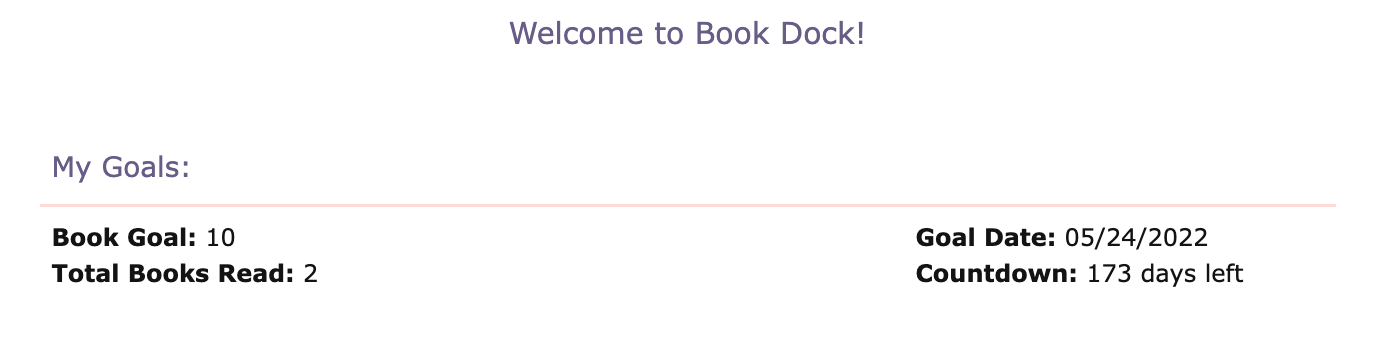 Welcome to Book Dock!
My Goals:
Book Goal: 10
Total Books Read: 2
Goal Date: 05/24/2022
Countdown: 173 days left